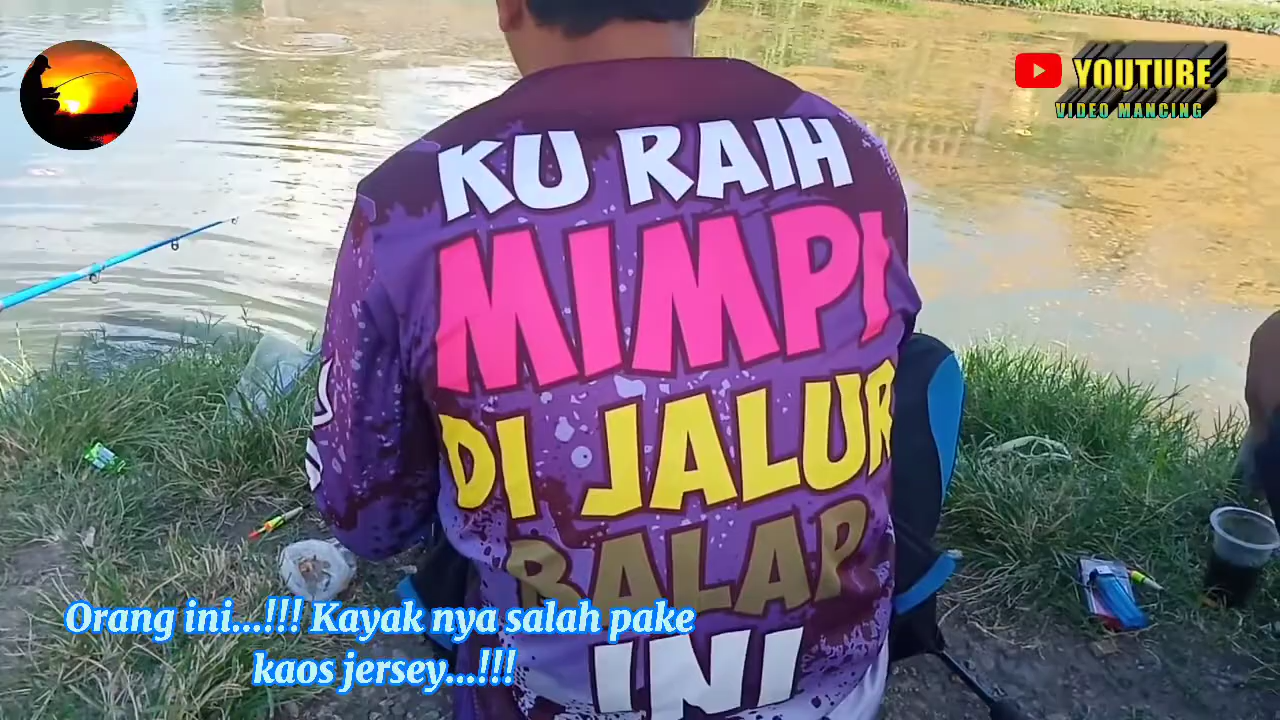 YOUTUBE
VIDEO MANCING
KU RAIH
MIMPI
DI JALUR
BALAP
INI
Orang ini...!!! Kayak nya salah pake
kaos jersey...!!!